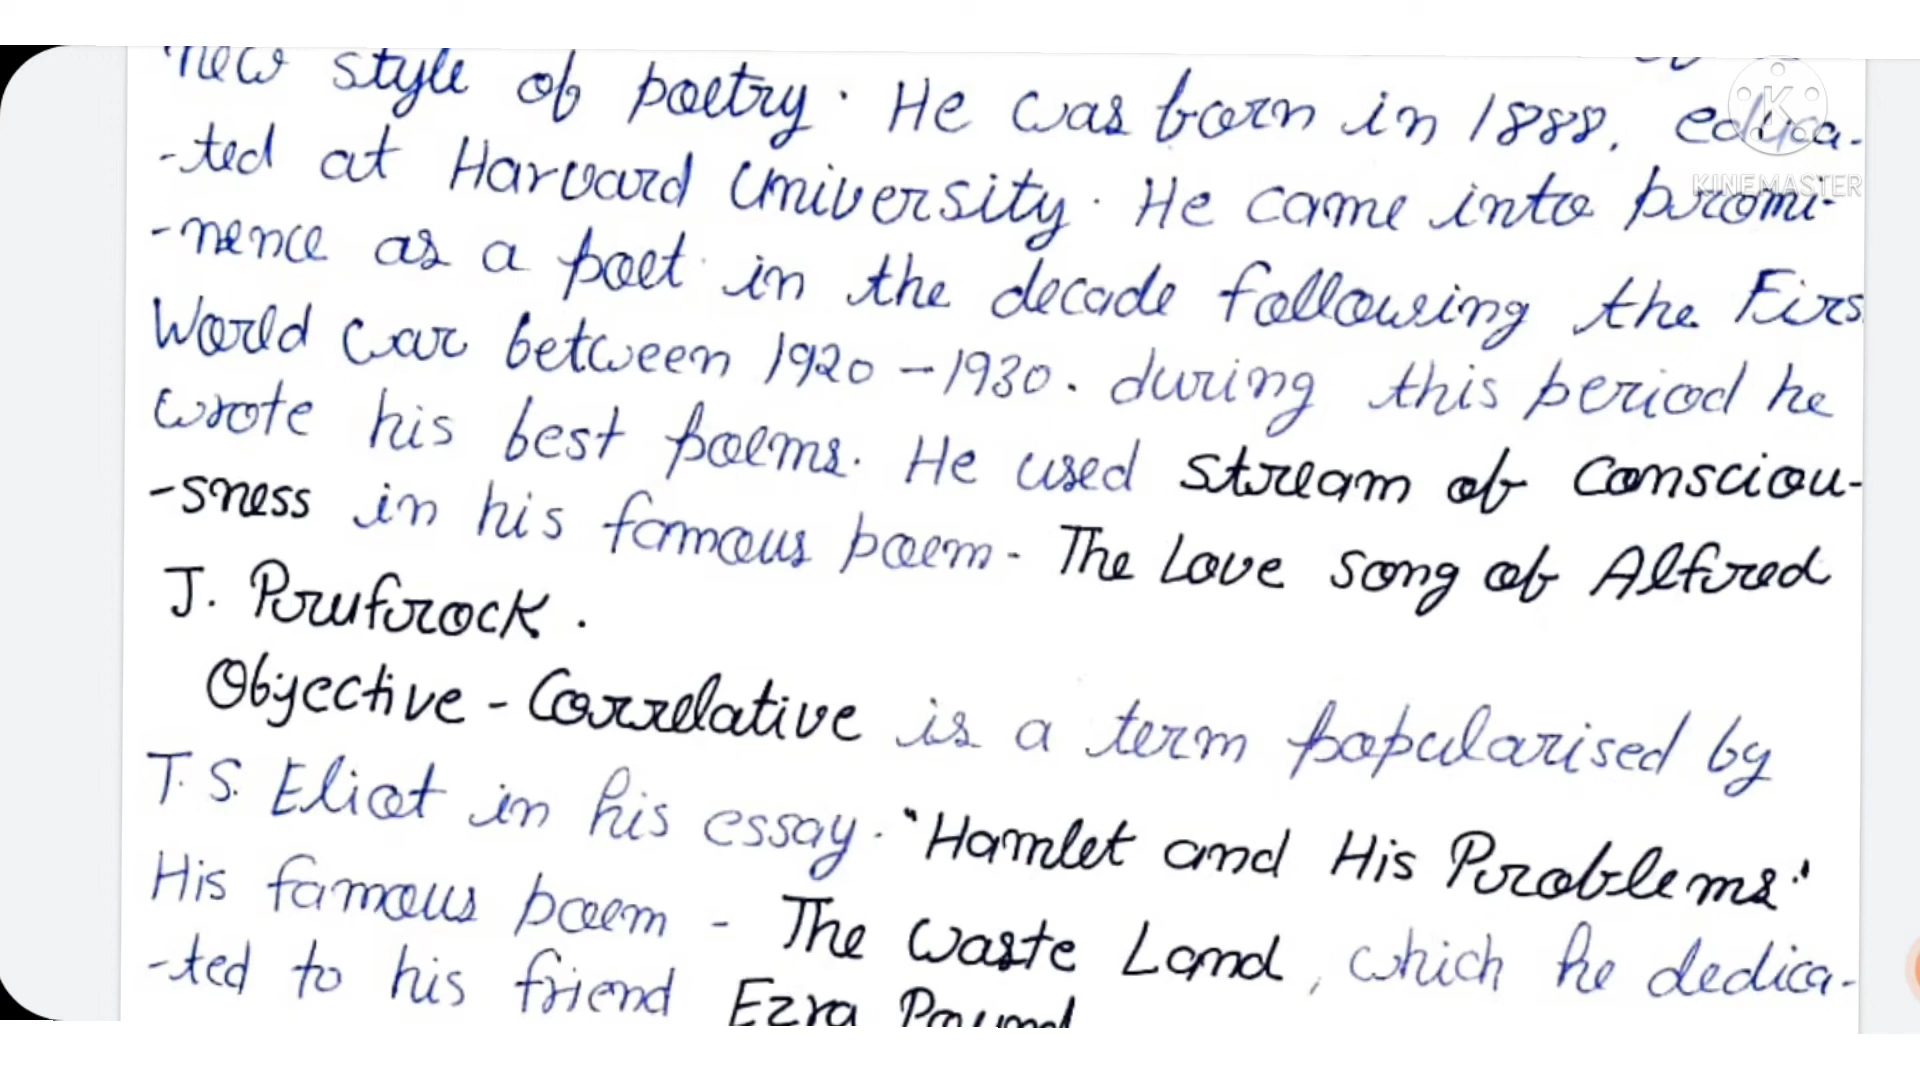 new style of poetry. He was born in 1888, educa-
-ted at Harvard University. He came into promi-
-nence as a poet in the decade following the Firs
World war between 1920-1930. during this period he
wrote his best poems. He used Stream of Consciou-
-sness in his famous poem - The Love Song of Alfred
J. Prufrock.
Objective-Correlative is a term popularised by
T.S. Eliot in his essay. "Hamlet and His Problems."
His famous poem - The Waste Land, which he dedica-
-ted to his friend Ezra Pound
KINEMASTER